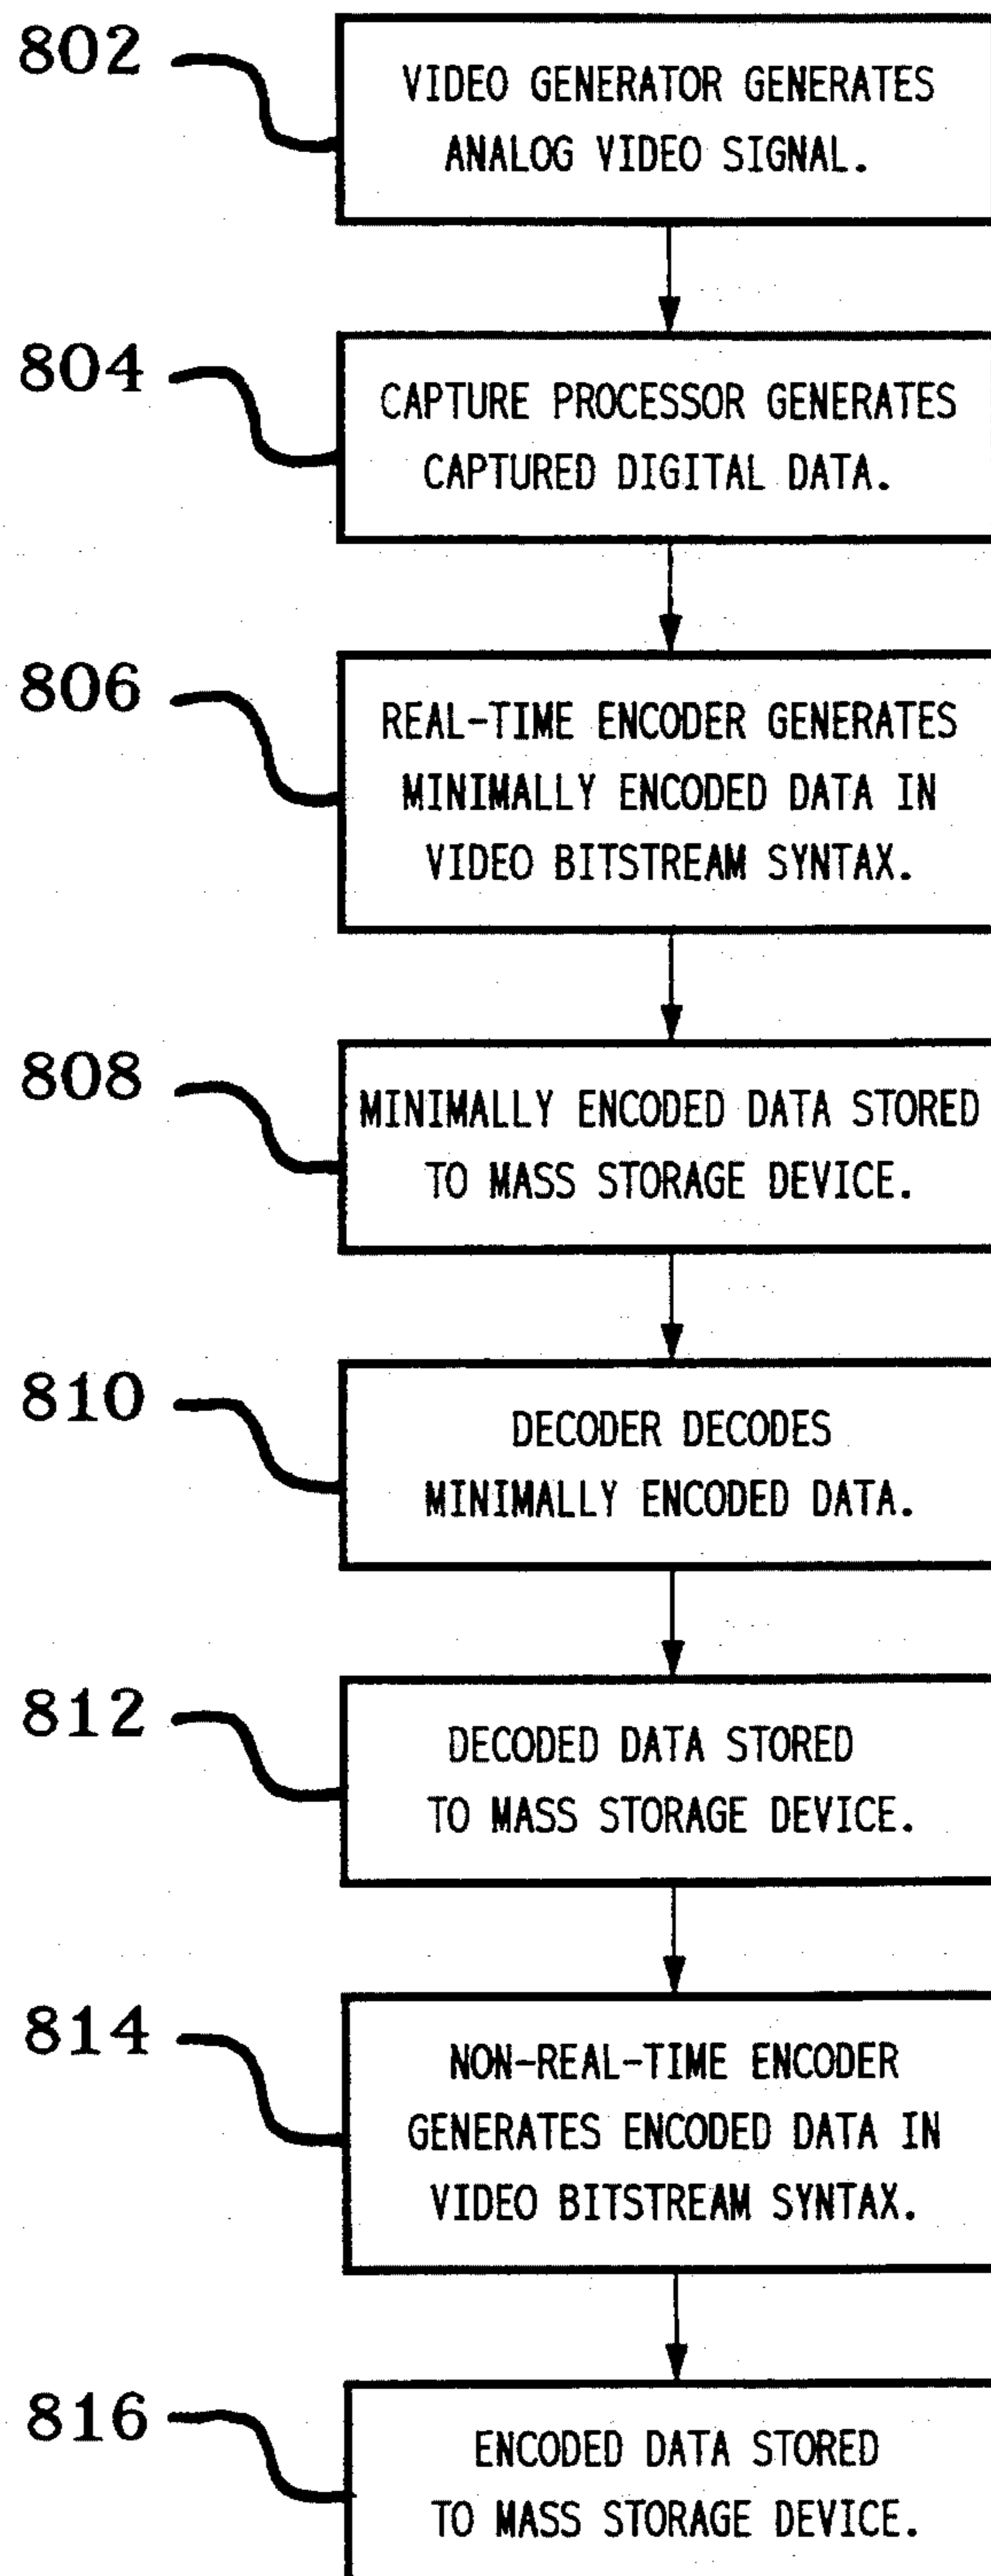 802
VIDEO GENERATOR GENERATES
ANALOG VIDEO SIGNAL.
804
CAPTURE PROCESSOR GENERATES
CAPTURED DIGITAL DATA.
806
REAL-TIME ENCODER GENERATES
MINIMALLY ENCODED DATA IN
VIDEO BITSTREAM SYNTAX.
808
MINIMALLY ENCODED DATA STORED
TO MASS STORAGE DEVICE.
810
DECODER DECODES
MINIMALLY ENCODED DATA.
812
DECODED DATA STORED
TO MASS STORAGE DEVICE.
814
NON-REAL-TIME ENCODER
GENERATES ENCODED DATA IN
VIDEO BITSTREAM SYNTAX.
816
ENCODED DATA STORED
TO MASS STORAGE DEVICE.